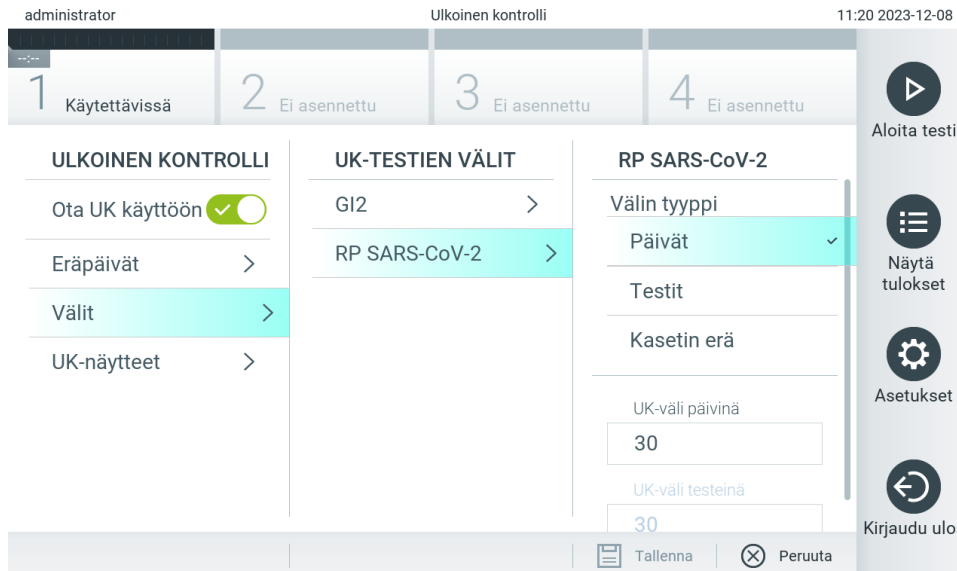 administrator
Ulkoinen kontrolli
11:20 2023-12-08
--:--
1 Käytettävissä
2 Ei asennettu
3 Ei asennettu
4 Ei asennettu
Aloita testi
ULKOINEN KONTROLLI
Ota UK käyttöön
Eräpäivät
Välit
UK-näytteet
UK-TESTIEN VÄLIT
GI2
RP SARS-CoV-2
RP SARS-CoV-2
Välin tyyppi
Päivät
Testit
Kasetin erä
UK-väli päivinä
30
UK-väli testeinä
30
Näytä
tulokset
Asetukset
Kirjaudu ulo
Tallenna
Peruuta